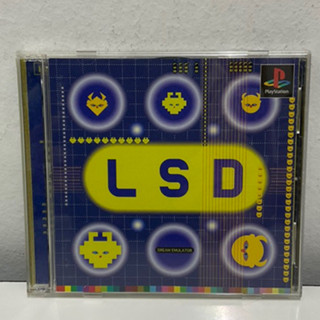 PlayStation
LSD
DREAM EMULATOR